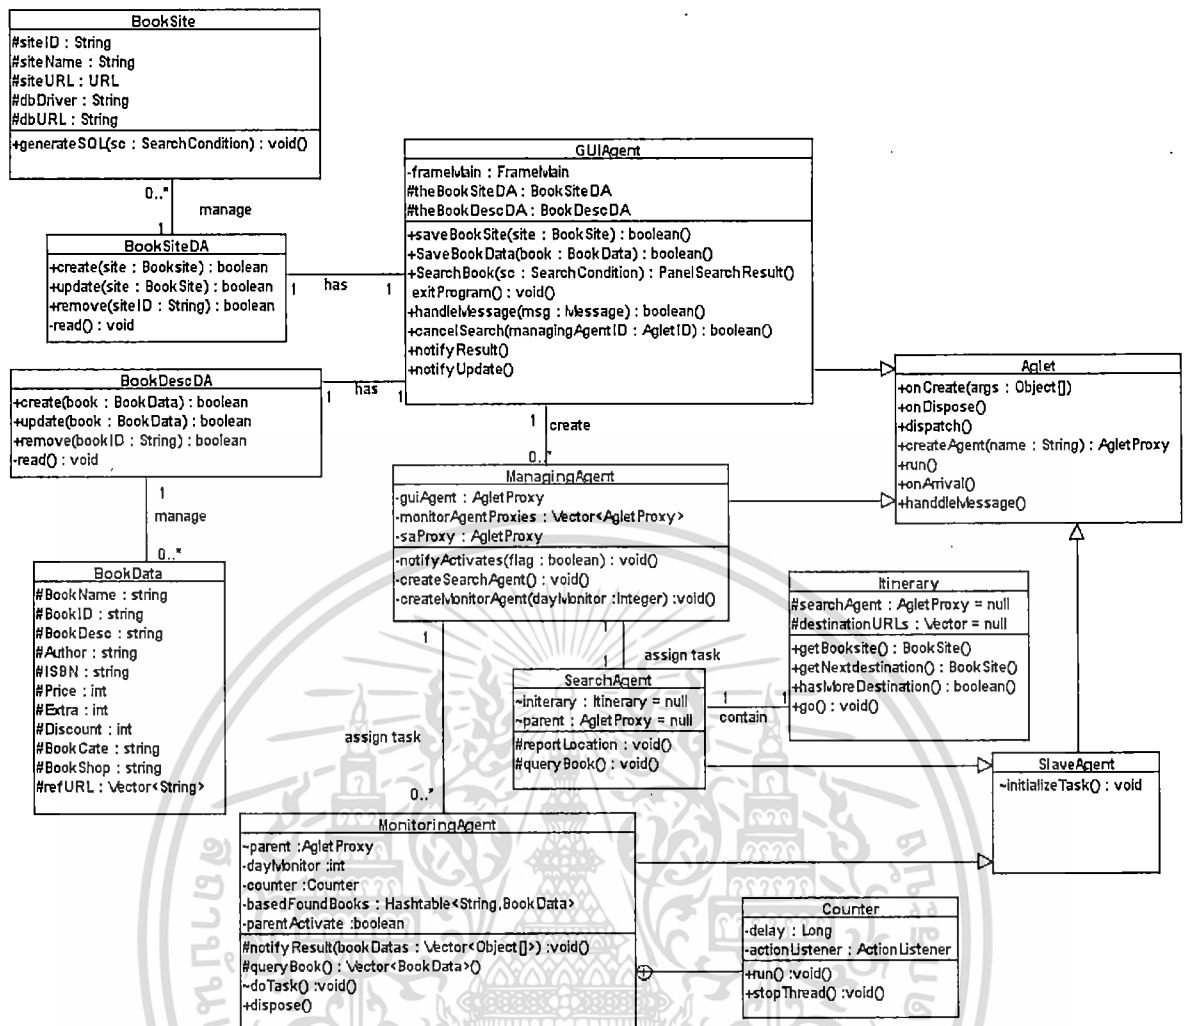 BookSite
#siteID : String
#siteName : String
#siteURL : URL
#dbDriver : String
#dbURL : String
+generateSQL(sc : SearchCondition) : void()
0..*
manage
1
BookSiteDA
+create(site : Booksite) : boolean
+update(site : BookSite) : boolean
+remove(siteID : String) : boolean
-read() : void
1
has
1
GUIAgent
-frameMain : FrameMain
#theBookSiteDA : BookSiteDA
#theBookDescDA : BookDescDA
+saveBookSite(site : BookSite) : boolean()
+SaveBookData(book : BookData) : boolean()
+SearchBook(sc : SearchCondition) : PanelSearchResult()
exitProgram() : void()
+handleMessage(msg : Message) : boolean()
+cancelSearch(managingAgentID : AgletID) : boolean()
+notifyResult()
+notifyUpdate()
BookDescDA
+create(book : BookData) : boolean
+update(book : BookData) : boolean
+remove(bookID : String) : boolean
-read() : void
1
has
1
Aglet
+onCreate(args : Object[])
+onDispose()
+dispatch()
+createAgent(name : String) : AgletProxy
+run()
+onArrival()
+handdleMessage()
1
create
0..*
1
manage
0..*
ManagingAgent
-guiAgent : AgletProxy
-monitorAgentProxies : Vector<AgletProxy>
-saProxy : AgletProxy
-notifyActivates(flag : boolean) : void()
-createSearchAgent() : void()
-createMonitorAgent(dayMonitor :Integer) :void()
BookData
#BookName : string
#BookID : string
#BookDesc : string
#Author : string
#ISBN : string
#Price : int
#Extra : int
#Discount : int
#BookCate : string
#BookShop : string
#refURL : Vector<String>
Itinerary
#searchAgent : AgletProxy = null
#destinationURLs : Vector = null
+getBooksite() : BookSite()
+getNextdestination() : BookSite()
+hasMoreDestination() : boolean()
+go() : void()
1
1
assign task
1
SearchAgent
~initerary : Itinerary = null
~parent : AgletProxy = null
#reportLocation : void()
#queryBook() : void()
1
contain
1
assign task
0..*
SlaveAgent
~initializeTask() : void
MonitoringAgent
~parent :AgletProxy
-dayMonitor :int
-counter :Counter
-basedFoundBooks : Hashtable<String,BookData>
-parentActivate :boolean
#notifyResult(bookDatas : Vector<Object[]>) :void()
#queryBook() : Vector<BookData>()
~doTask() :void()
+dispose()
Counter
-delay : Long
-actionListener : ActionListener
+run() :void()
+stopThread() :void()